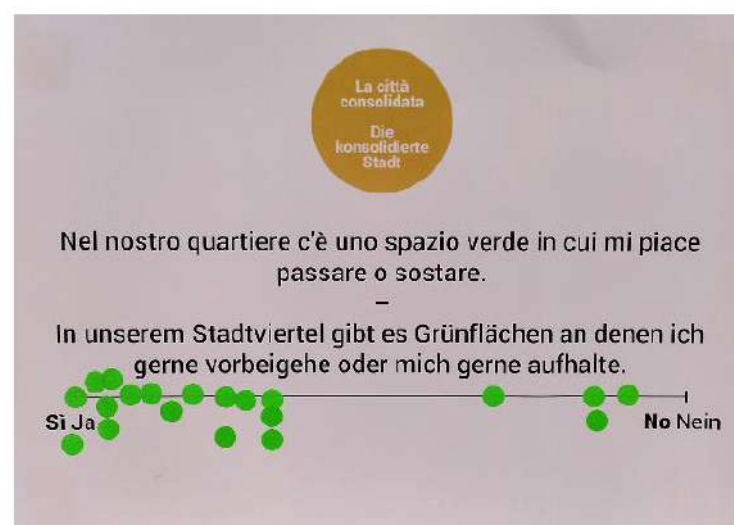 La città
consolidata
Die
konsolidierte
Stadt
Nel nostro quartiere c'è uno spazio verde in cui mi piace
passare o sostare.
–
In unserem Stadtviertel gibt es Grünflächen an denen ich
gerne vorbeigehe oder mich gerne aufhalte.
Sì Ja
No Nein